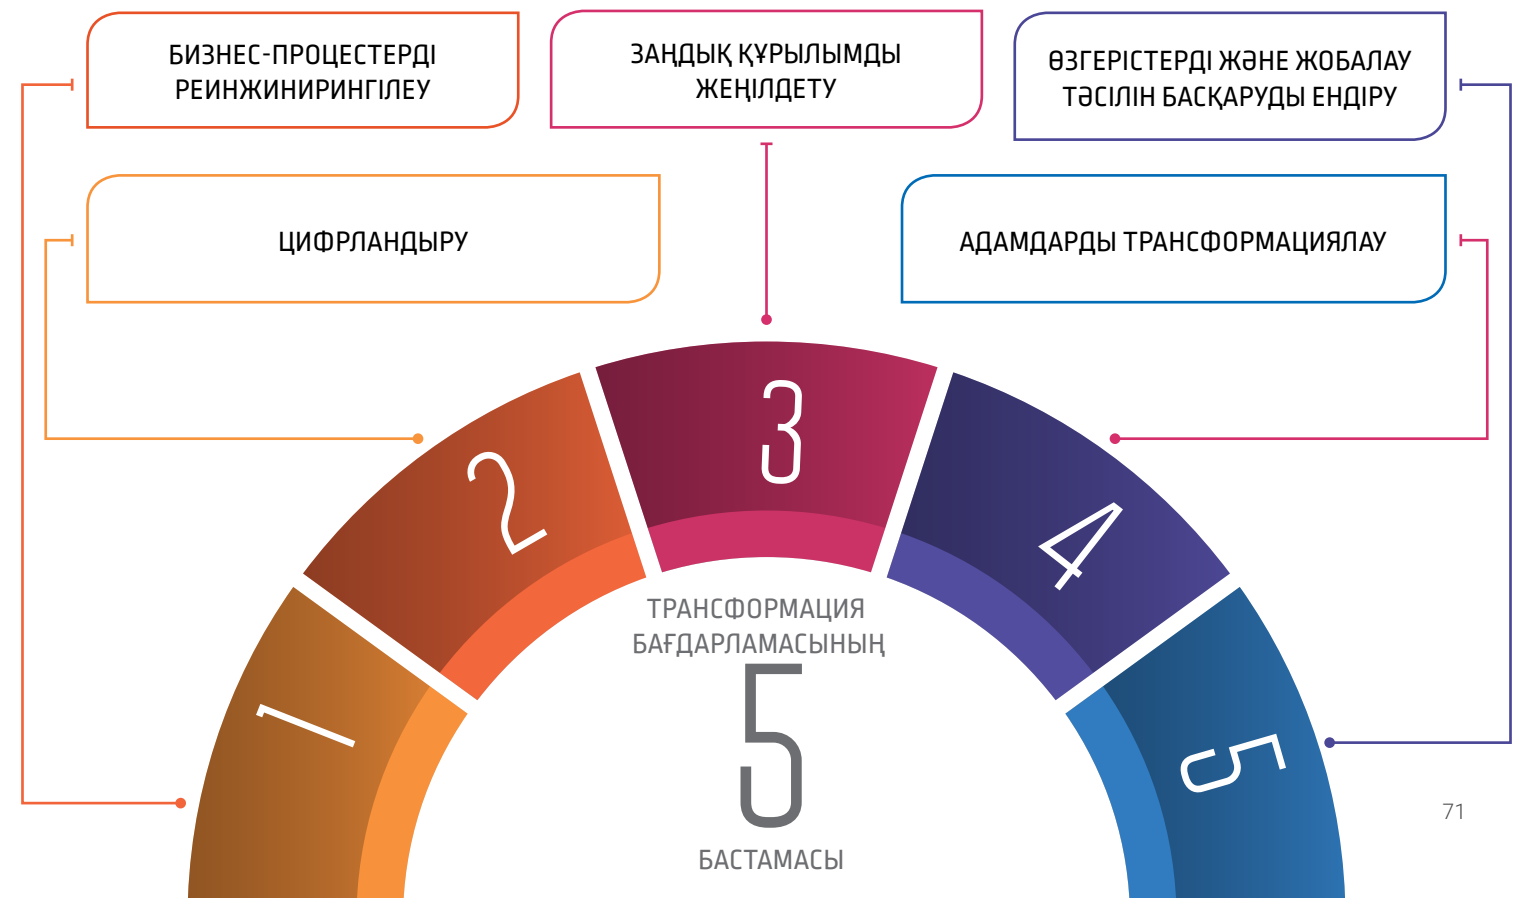 БИЗНЕС-ПРОЦЕСТЕРДІ
РЕИНЖИНИРИНГІЛЕУ
ЗАҢДЫҚ ҚҰРЫЛЫМДЫ
ЖЕҢІЛДЕТУ
ӨЗГЕРІСТЕРДІ ЖӘНЕ ЖОБАЛАУ
ТӘСІЛІН БАСҚАРУДЫ ЕНДІРУ
ЦИФРЛАНДЫРУ
АДАМДАРДЫ ТРАНСФОРМАЦИЯЛАУ
1
2
3
4
5
ТРАНСФОРМАЦИЯ
БАҒДАРЛАМАСЫНЫҢ
5
БАСТАМАСЫ
71